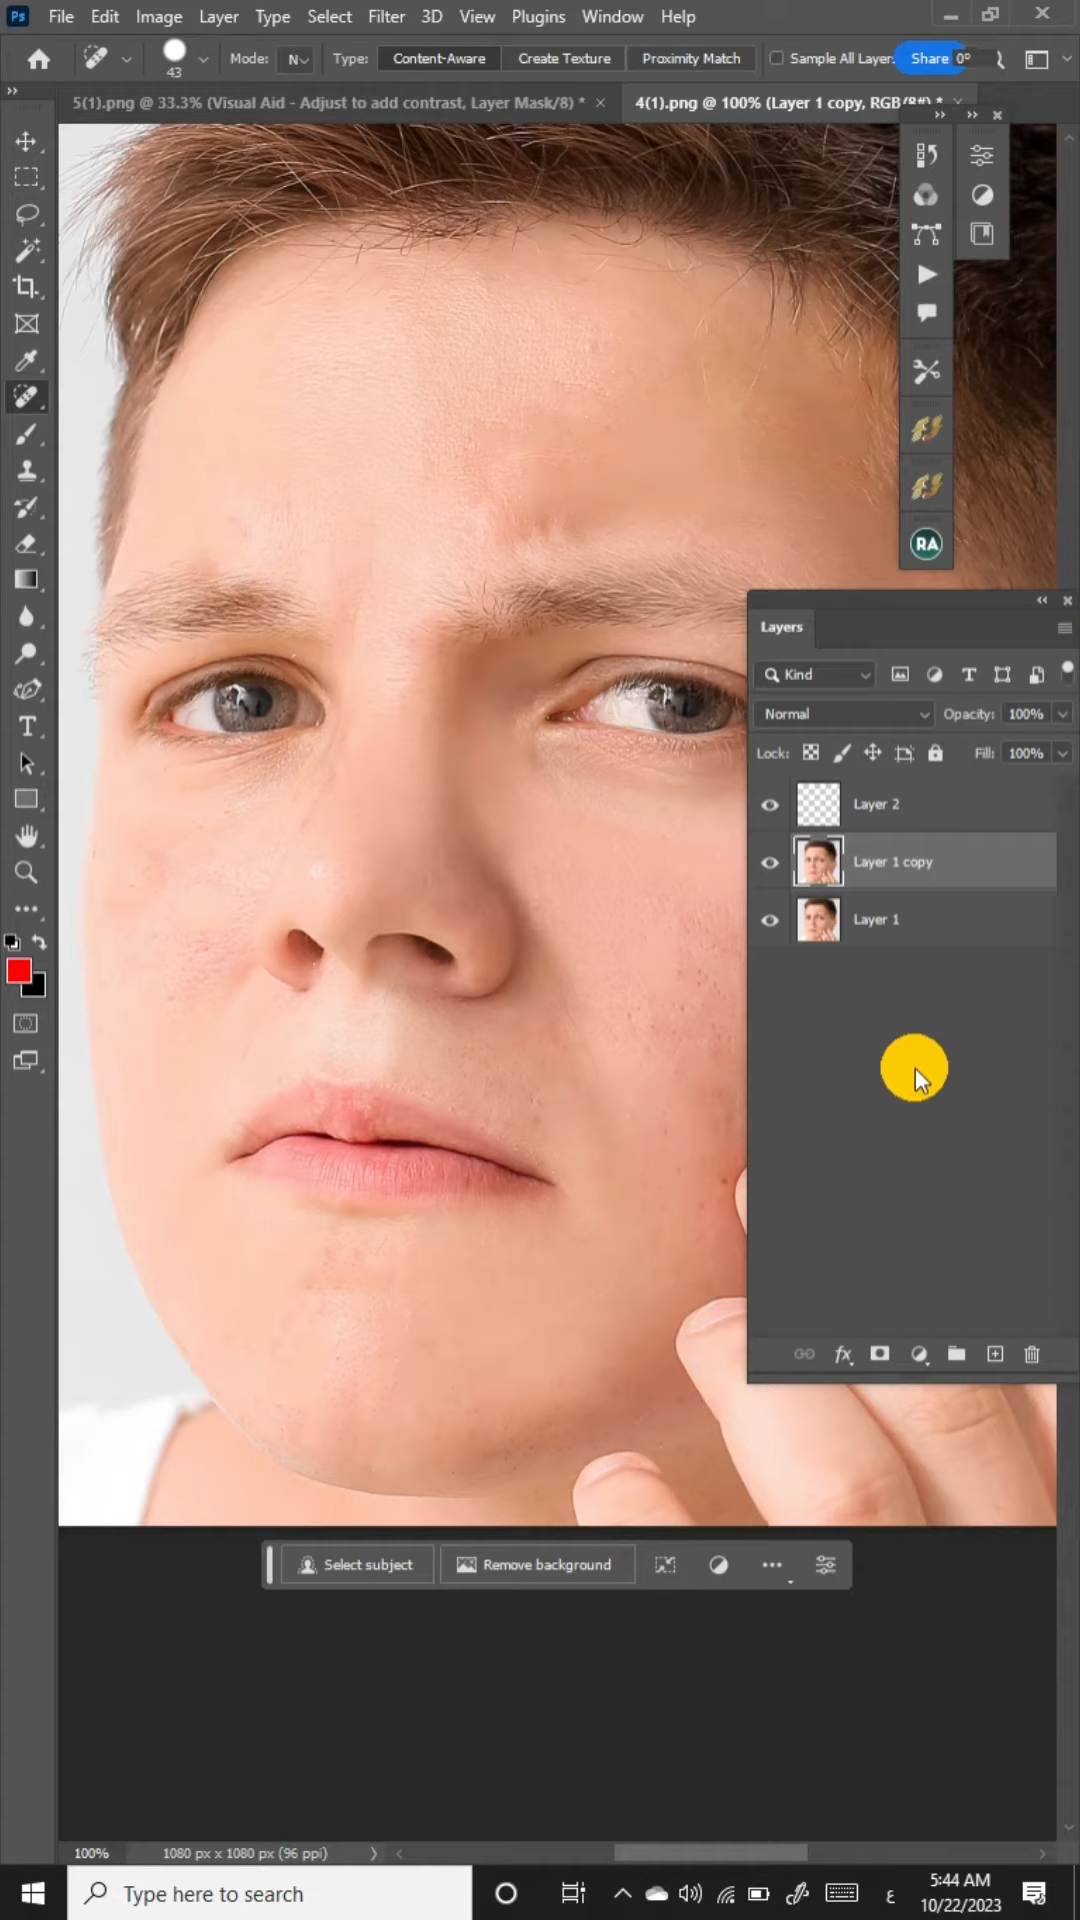 Ps File Edit Image Layer Type Select Filter 3D View Plugins Window Help
43 Mode: N Type: Content-Aware Create Texture Proximity Match Sample All Layer Share 0°
5(1).png @ 33.3% (Visual Aid - Adjust to add contrast, Layer Mask/8) * × 4(1).png @ 100% (Layer 1 copy, RGB/8#) * ×
RA
Layers
Kind
Normal Opacity: 100%
Lock: Fill: 100%
Layer 2
Layer 1 copy
Layer 1
fx
Select subject Remove background
100% 1080 px x 1080 px (96 ppi)
Type here to search
ع
5:44 AM
10/22/2023